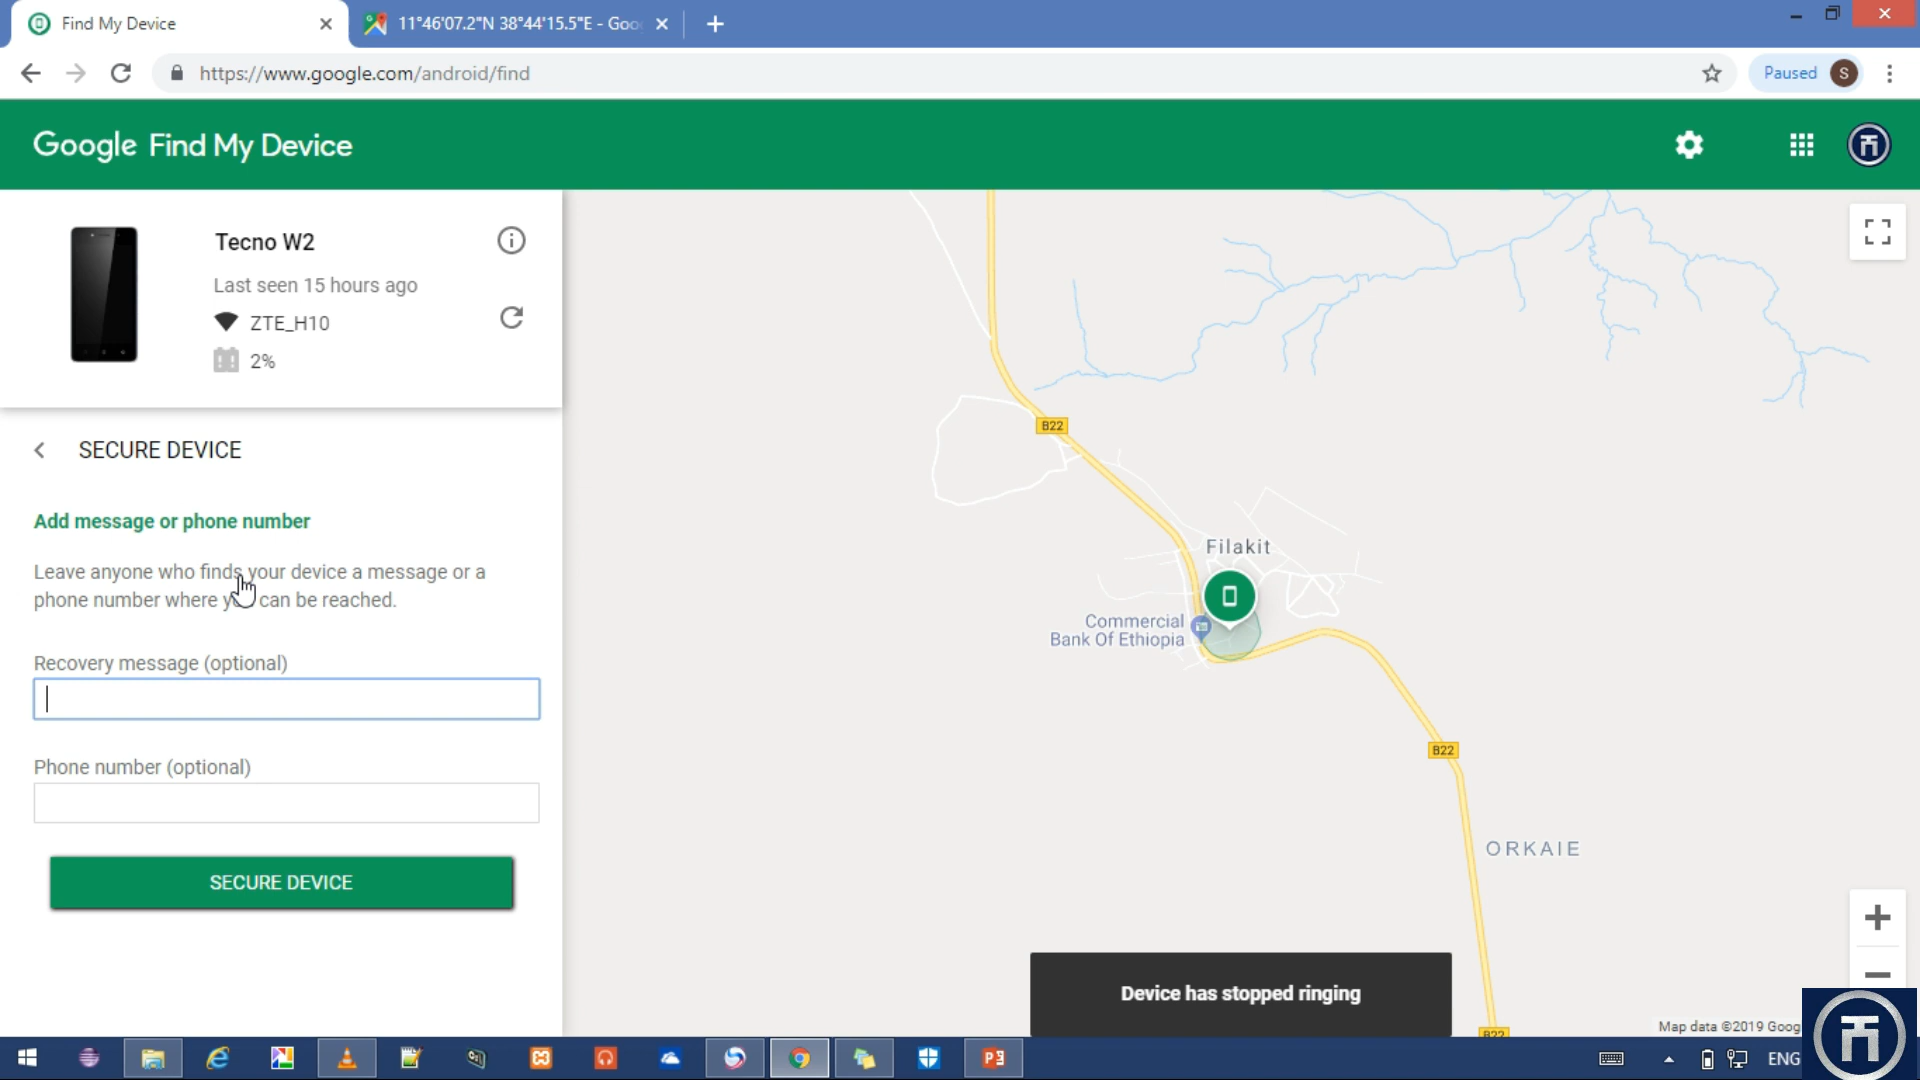 Find My Device
11°46'07.2"N 38°44'15.5"E - Goo
https://www.google.com/android/find
Paused
S
Google Find My Device
Tecno W2
Last seen 15 hours ago
ZTE_H10
2%
SECURE DEVICE
Add message or phone number
Leave anyone who finds your device a message or a
phone number where you can be reached.
Recovery message (optional)
Phone number (optional)
SECURE DEVICE
B22
Filakit
Commercial
Bank Of Ethiopia
B22
ORKAIE
B22
Device has stopped ringing
Map data ©2019 Goog
ENG